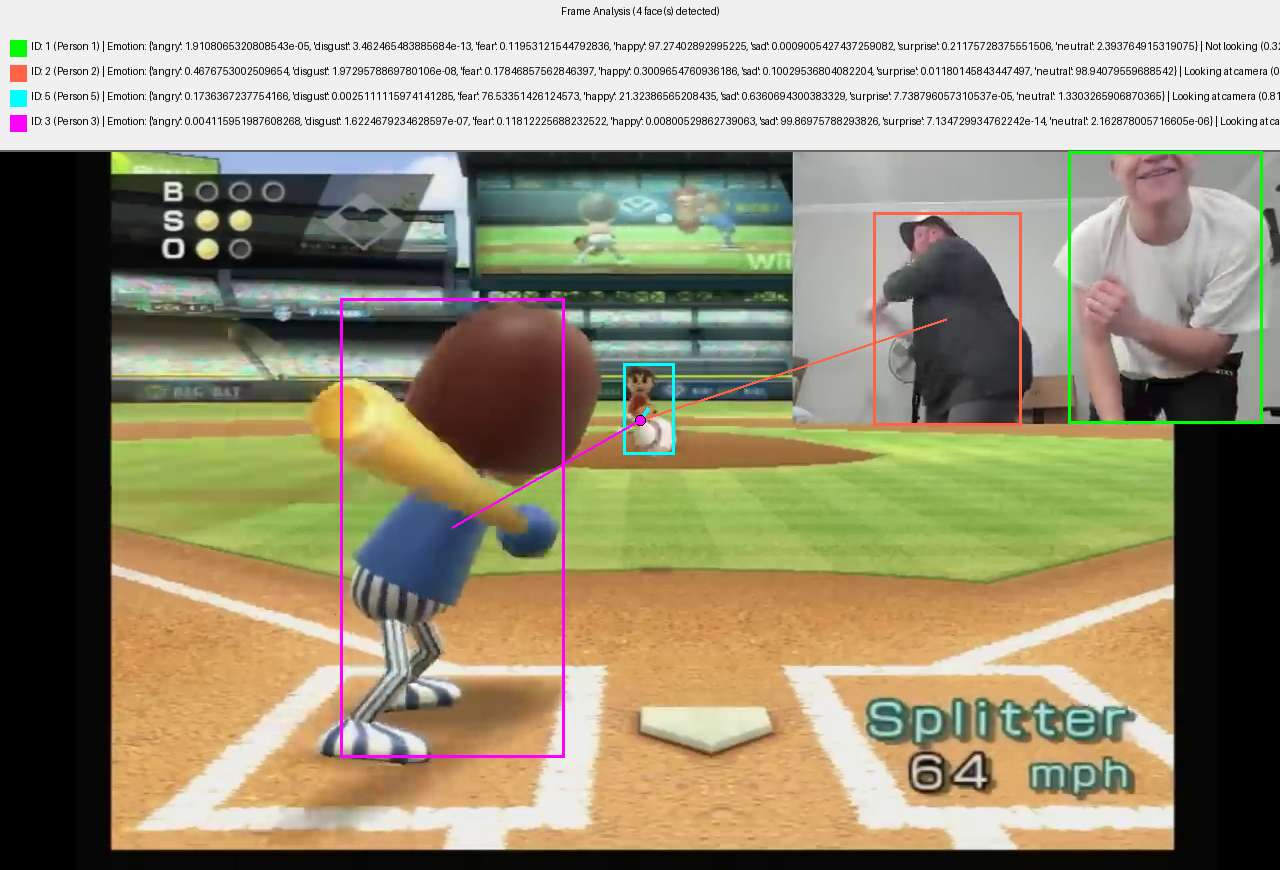 Frame Analysis (4 face(s) detected)
ID: 1 (Person 1) | Emotion: {'angry': 1.9108065320808543e-05, 'disgust': 3.462465483885684e-13, 'fear': 0.11953121544792836, 'happy': 97.27402892995225, 'sad': 0.0009005427437259082, 'surprise': 0.21175728375551506, 'neutral': 2.393764915319075} | Not looking (0.32
ID: 2 (Person 2) | Emotion: {'angry': 0.4676753002509654, 'disgust': 1.9729578869780106e-08, 'fear': 0.17846857562846397, 'happy': 0.3009654760936186, 'sad': 0.10029536804082204, 'surprise': 0.01180145843447497, 'neutral': 98.94079559688542} | Looking at camera (0
ID: 5 (Person 5) | Emotion: {'angry': 0.1736367237754166, 'disgust': 0.0025111115974141285, 'fear': 76.53351426124573, 'happy': 21.32386565208435, 'sad': 0.6360694300383329, 'surprise': 7.738796057310537e-05, 'neutral': 1.3303265906870365} | Looking at camera (0.81
ID: 3 (Person 3) | Emotion: {'angry': 0.004115951987608268, 'disgust': 1.6224679234628597e-07, 'fear': 0.11812225688232522, 'happy': 0.00800529862739063, 'sad': 99.86975788293826, 'surprise': 7.134729934762242e-14, 'neutral': 2.162878005716605e-06} | Looking at ca
B
S
O
Wii
BIG BAT
Splitter
64 mph